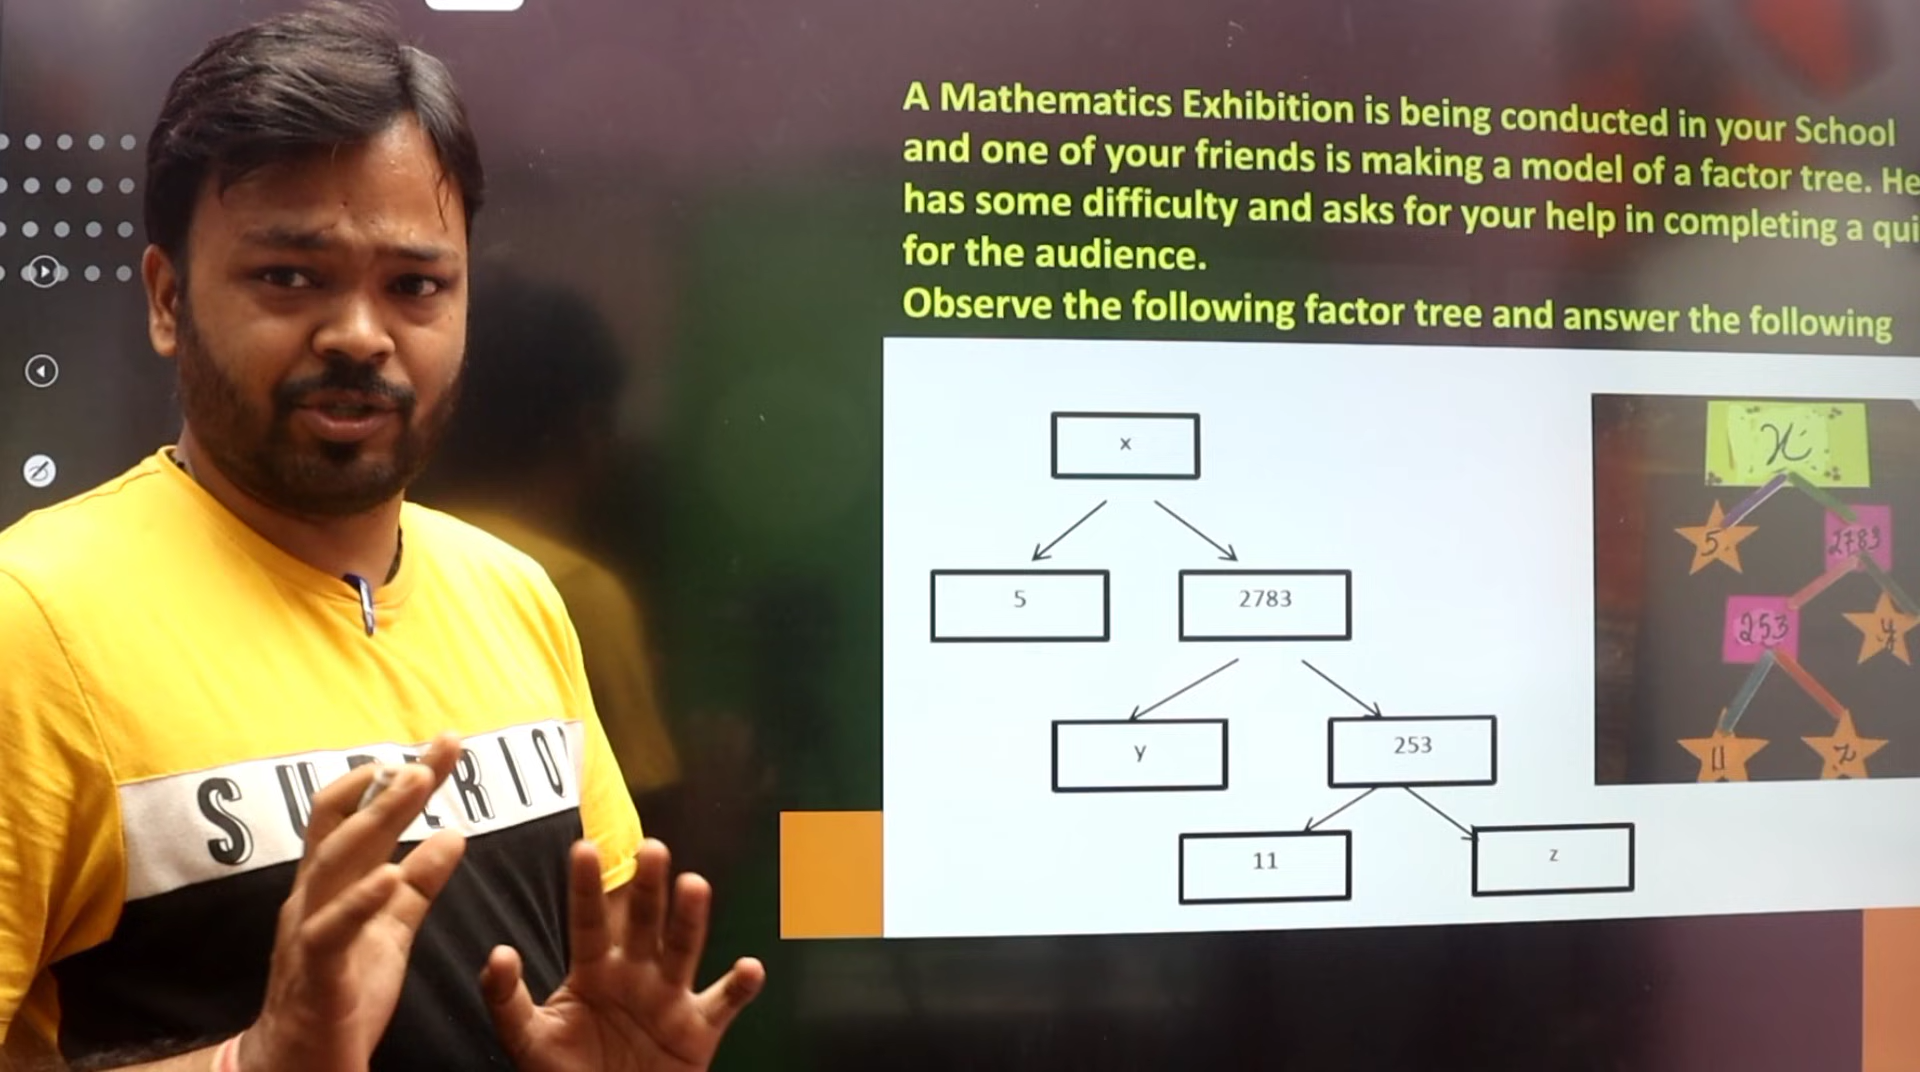 A Mathematics Exhibition is being conducted in your School
and one of your friends is making a model of a factor tree. He
has some difficulty and asks for your help in completing a qui
for the audience.
Observe the following factor tree and answer the following
x
5
2783
y
253
11
z
x
5
2783
253
y
11
z